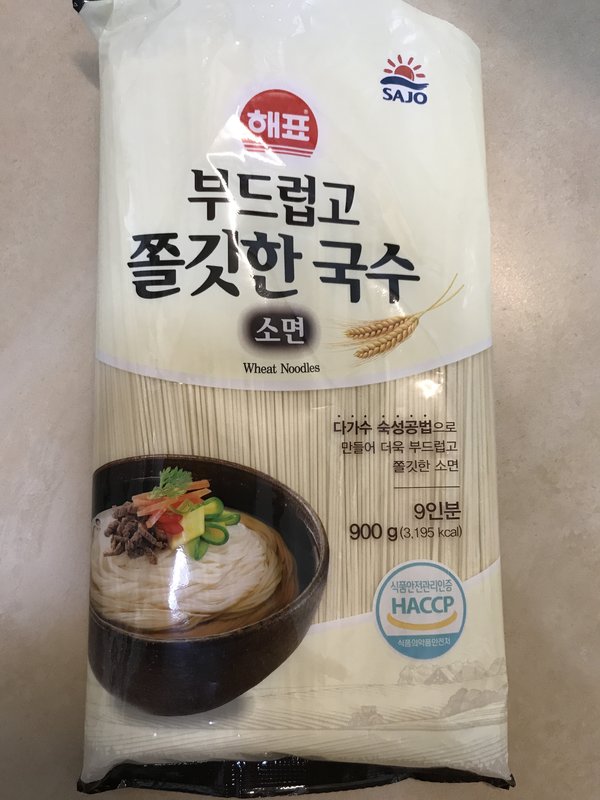 SAJO
해표
부드럽고
쫄깃한 국수
소면
Wheat Noodles
다가수 숙성공법으로
만들어 더욱 부드럽고
쫄깃한 소면
9인분
900 g (3,195 kcal)
식품안전관리인증
HACCP
식품의약품안전처